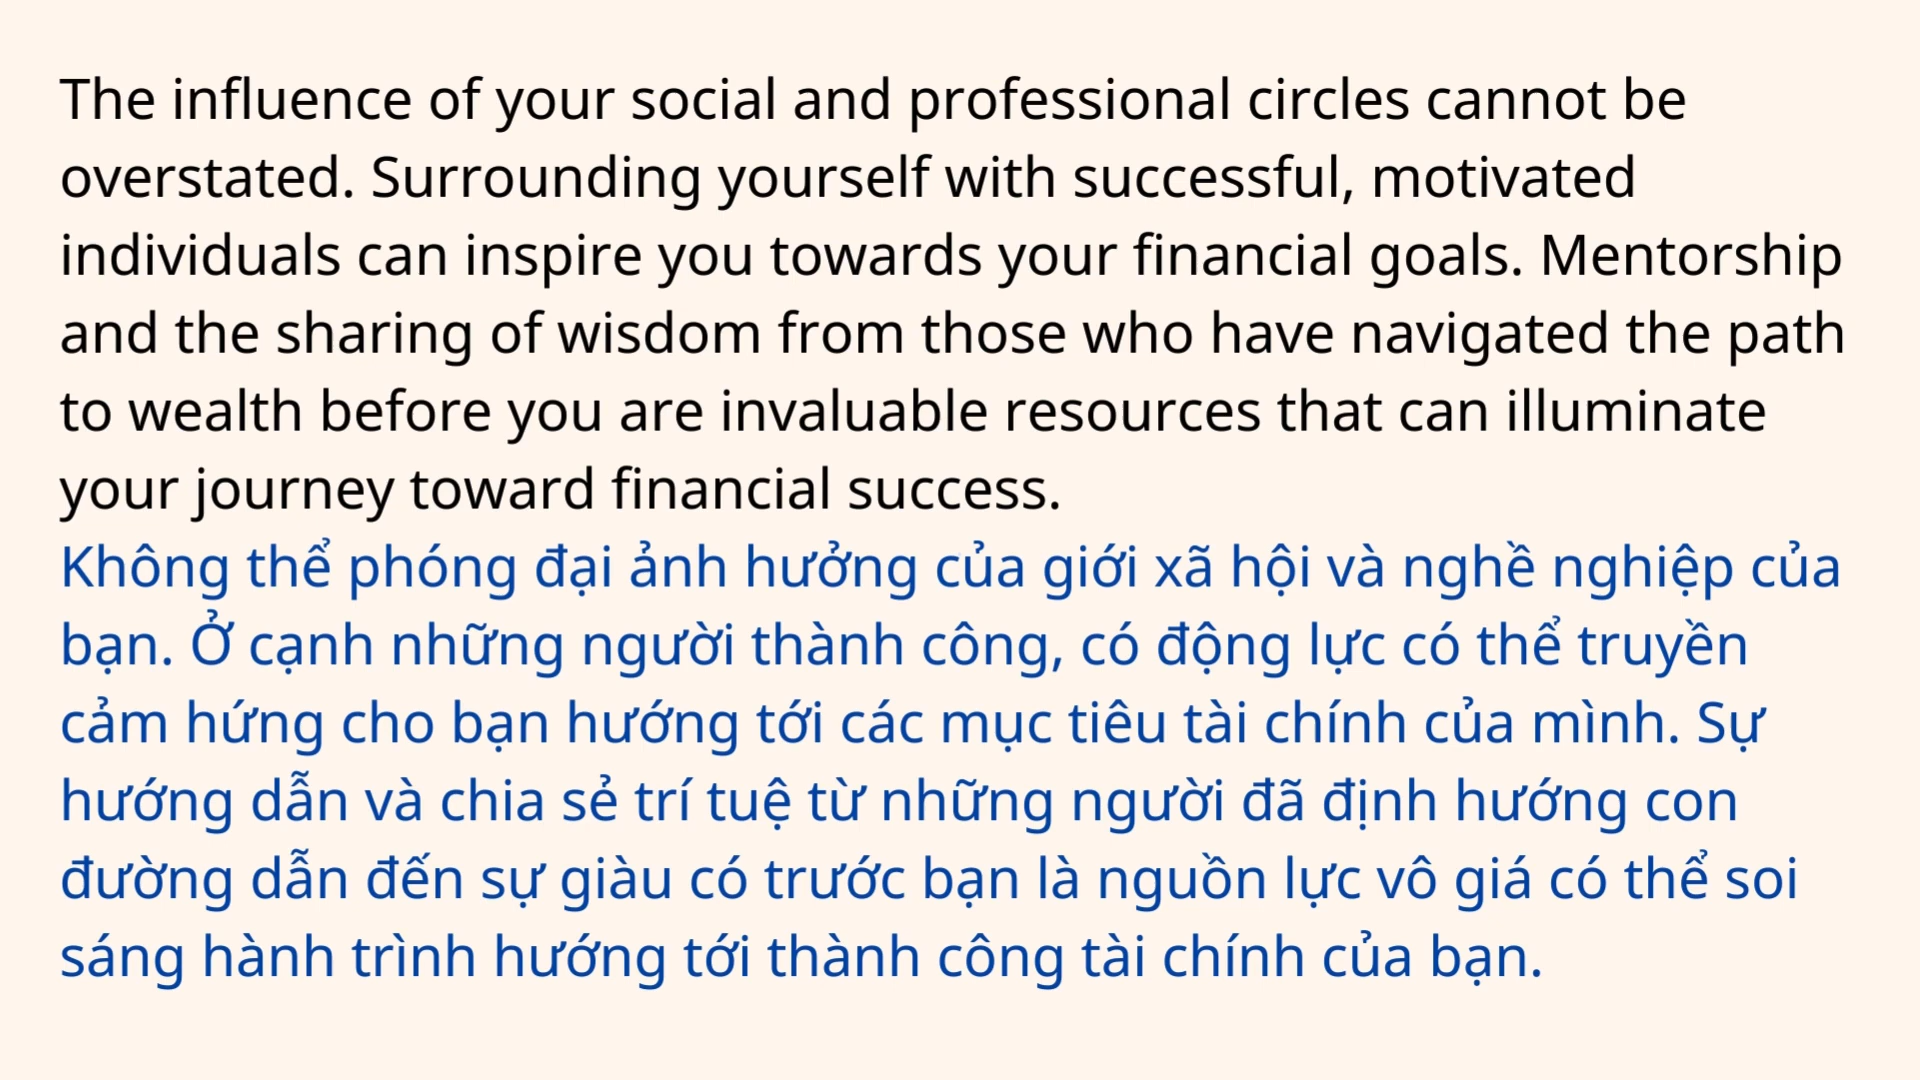 The influence of your social and professional circles cannot be
overstated. Surrounding yourself with successful, motivated
individuals can inspire you towards your financial goals. Mentorship
and the sharing of wisdom from those who have navigated the path
to wealth before you are invaluable resources that can illuminate
your journey toward financial success.
Không thể phóng đại ảnh hưởng của giới xã hội và nghề nghiệp của
bạn. Ở cạnh những người thành công, có động lực có thể truyền
cảm hứng cho bạn hướng tới các mục tiêu tài chính của mình. Sự
hướng dẫn và chia sẻ trí tuệ từ những người đã định hướng con
đường dẫn đến sự giàu có trước bạn là nguồn lực vô giá có thể soi
sáng hành trình hướng tới thành công tài chính của bạn.